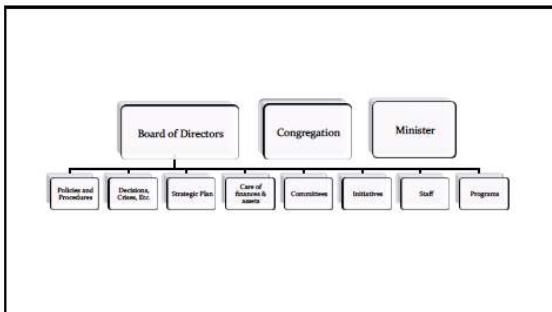 Board of Directors
Congregation
Minister
Policies and
Procedures
Decisions,
Crises, Etc.
Strategic Plan
Care of
finances &
assets
Committees
Initiatives
Staff
Programs